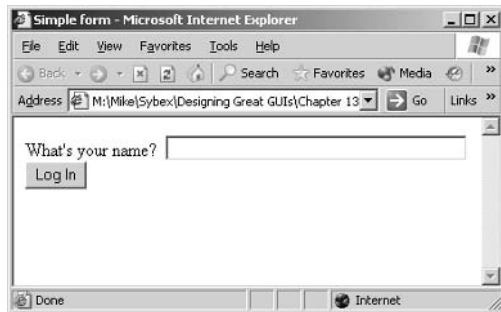 Simple form - Microsoft Internet Explorer
File Edit View Favorites Tools Help
Back Search Favorites Media »
Address M:\Mike\Sybex\Designing Great GUIs\Chapter 13 Go Links »
What's your name?
Log In
Done Internet